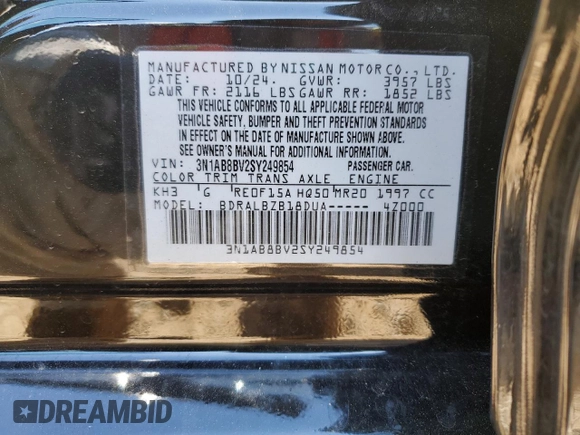 MANUFACTURED BY NISSAN MOTOR CO., LTD.
DATE: 10/24. GVWR: 3957 LBS
GAWR FR: 2116 LBS GAWR RR: 1852 LBS
THIS VEHICLE CONFORMS TO ALL APPLICABLE FEDERAL MOTOR
VEHICLE SAFETY, BUMPER AND THEFT PREVENTION STANDARDS
IN EFFECT ON THE DATE OF MANUFACTURE SHOWN ABOVE.
SEE OWNER'S MANUAL FOR ADDITIONAL INFORMATION.
VIN: 3N1AB8BV2SY249854 PASSENGER CAR.
COLOR TRIM TRANS AXLE ENGINE
KH3 G RE0F15A HQ50 MR20 1997 CC
MODEL: BDRALBZB18DUA----- 4Z000
3N1AB8BV2SY249854
DREAMBID